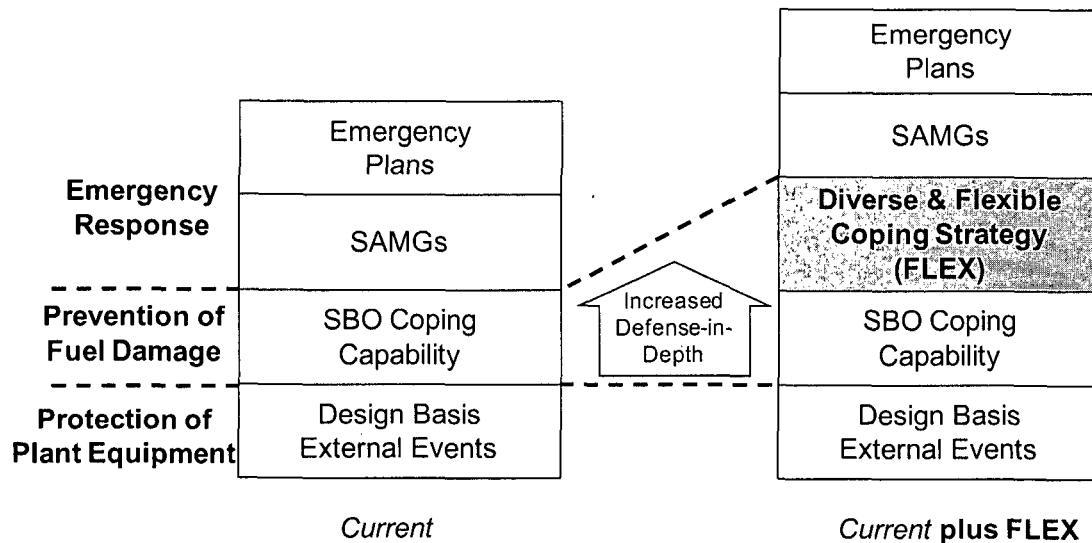 Emergency
Response
Prevention of
Fuel Damage
Protection of
Plant Equipment
Emergency
Plans
SAMGs
SBO Coping
Capability
Design Basis
External Events
Current
Increased
Defense-in-
Depth
Emergency
Plans
SAMGs
Diverse & Flexible
Coping Strategy
(FLEX)
SBO Coping
Capability
Design Basis
External Events
Current plus FLEX